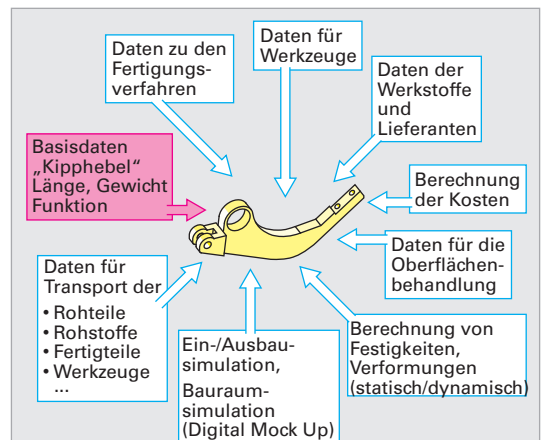 Daten zu den
Fertigungs-
verfahren
Daten für
Werkzeuge
Daten der
Werkstoffe
und
Lieferanten
Basisdaten
„Kipphebel“
Länge, Gewicht
Funktion
Berechnung
der Kosten
Daten für die
Oberflächen-
behandlung
Daten für
Transport der
• Rohteile
• Rohstoffe
• Fertigteile
• Werkzeuge
...
Ein-/Ausbau-
simulation,
Bauraum-
simulation
(Digital Mock Up)
Berechnung von
Festigkeiten,
Verformungen
(statisch/dynamisch)